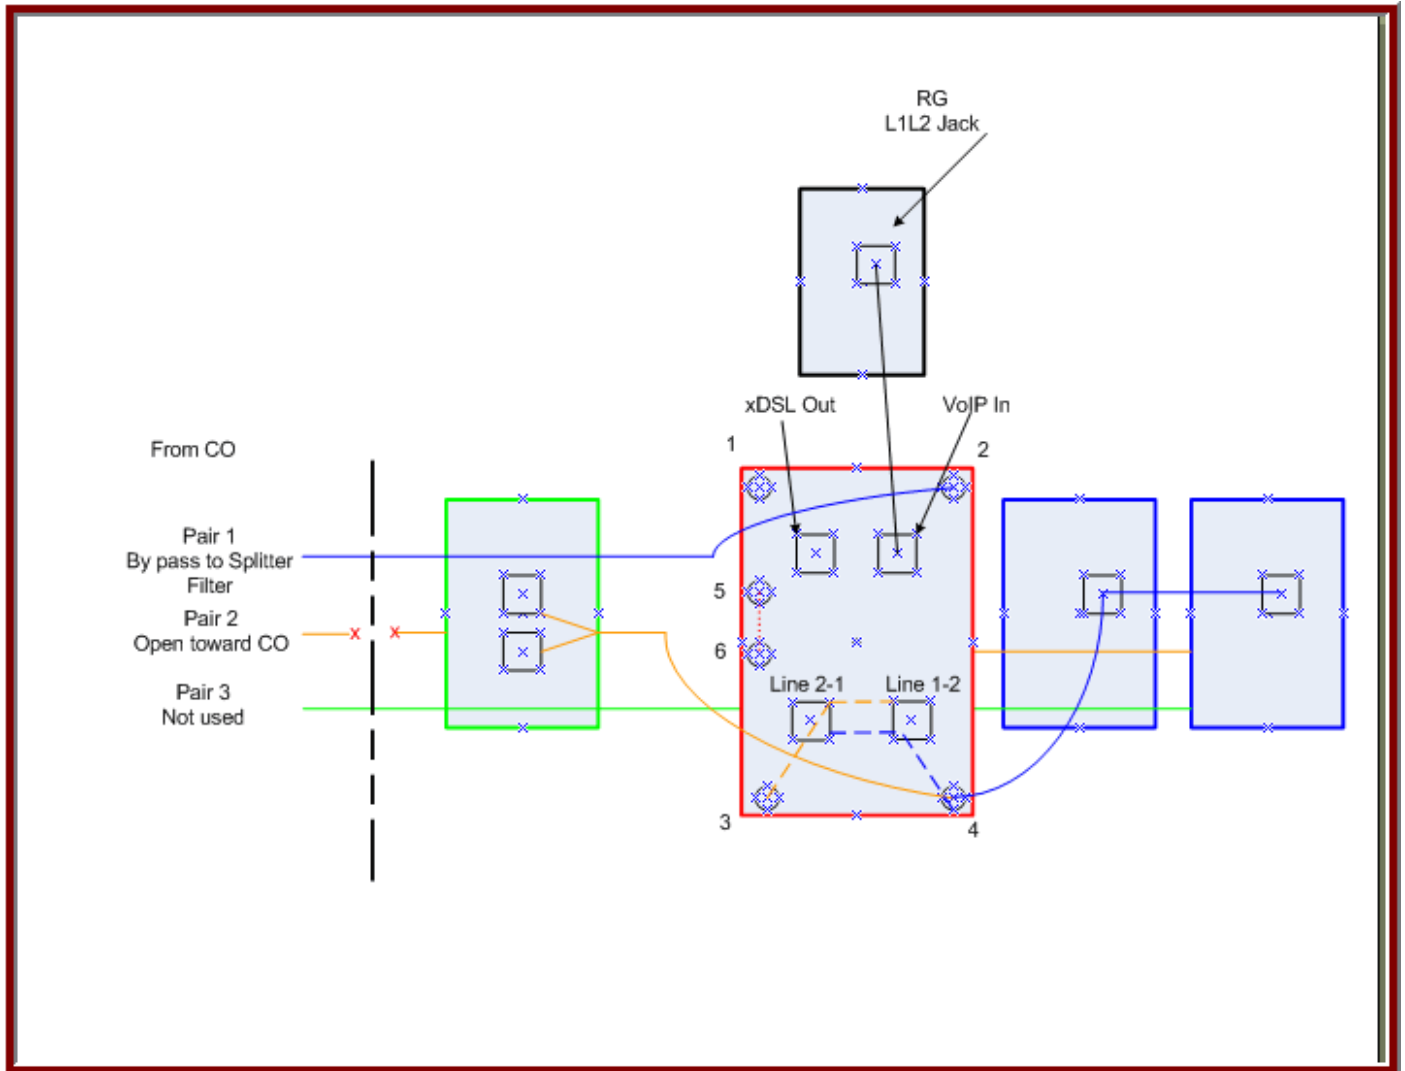 RG
L1L2 Jack
xDSL Out
VoIP In
1
2
From CO
Pair 1
By pass to Splitter
Filter
5
Pair 2
Open toward CO
6
Pair 3
Not used
Line 2-1
Line 1-2
3
4